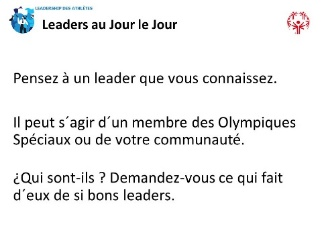 LEADERSHIP DES ATHLÈTES
Leaders au Jour le Jour
Pensez à un leader que vous connaissez.
Il peut s´agir d´un membre des Olympiques
Spéciaux ou de votre communauté.
¿Qui sont-ils ? Demandez-vous ce qui fait
d´eux de si bons leaders.